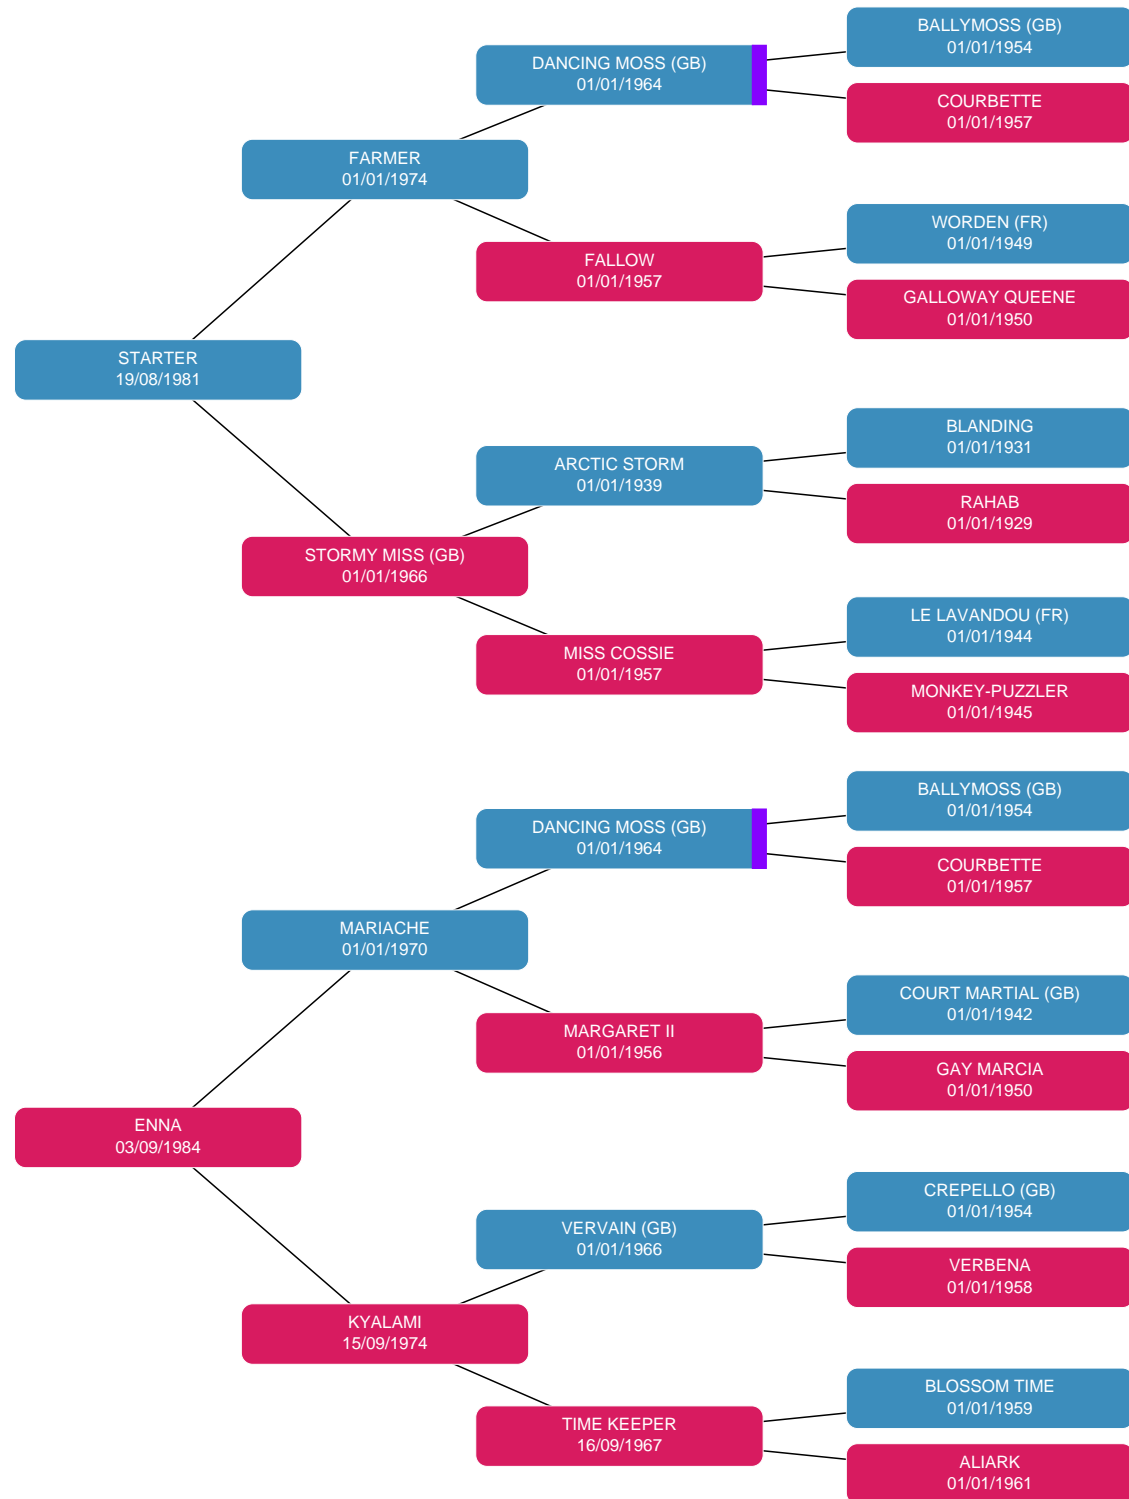 BALLYMOSS (GB)
01/01/1954
DANCING MOSS (GB)
01/01/1964
COURBETTE
01/01/1957
FARMER
01/01/1974
WORDEN (FR)
01/01/1949
FALLOW
01/01/1957
GALLOWAY QUEENE
01/01/1950
STARTER
19/08/1981
BLANDING
01/01/1931
ARCTIC STORM
01/01/1939
RAHAB
01/01/1929
STORMY MISS (GB)
01/01/1966
LE LAVANDOU (FR)
01/01/1944
MISS COSSIE
01/01/1957
MONKEY-PUZZLER
01/01/1945
BALLYMOSS (GB)
01/01/1954
DANCING MOSS (GB)
01/01/1964
COURBETTE
01/01/1957
MARIACHE
01/01/1970
COURT MARTIAL (GB)
01/01/1942
MARGARET II
01/01/1956
GAY MARCIA
01/01/1950
ENNA
03/09/1984
CREPELLO (GB)
01/01/1954
VERVAIN (GB)
01/01/1966
VERBENA
01/01/1958
KYALAMI
15/09/1974
BLOSSOM TIME
01/01/1959
TIME KEEPER
16/09/1967
ALIARK
01/01/1961